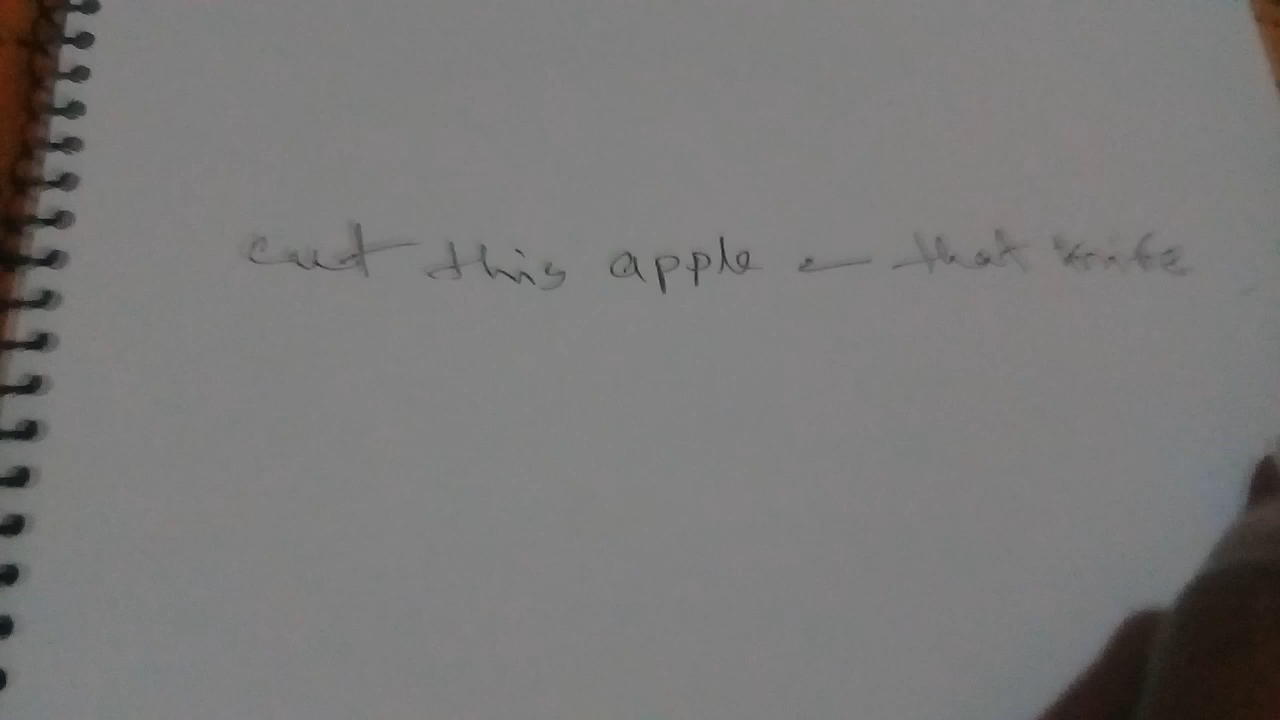 cut this apple — that knife